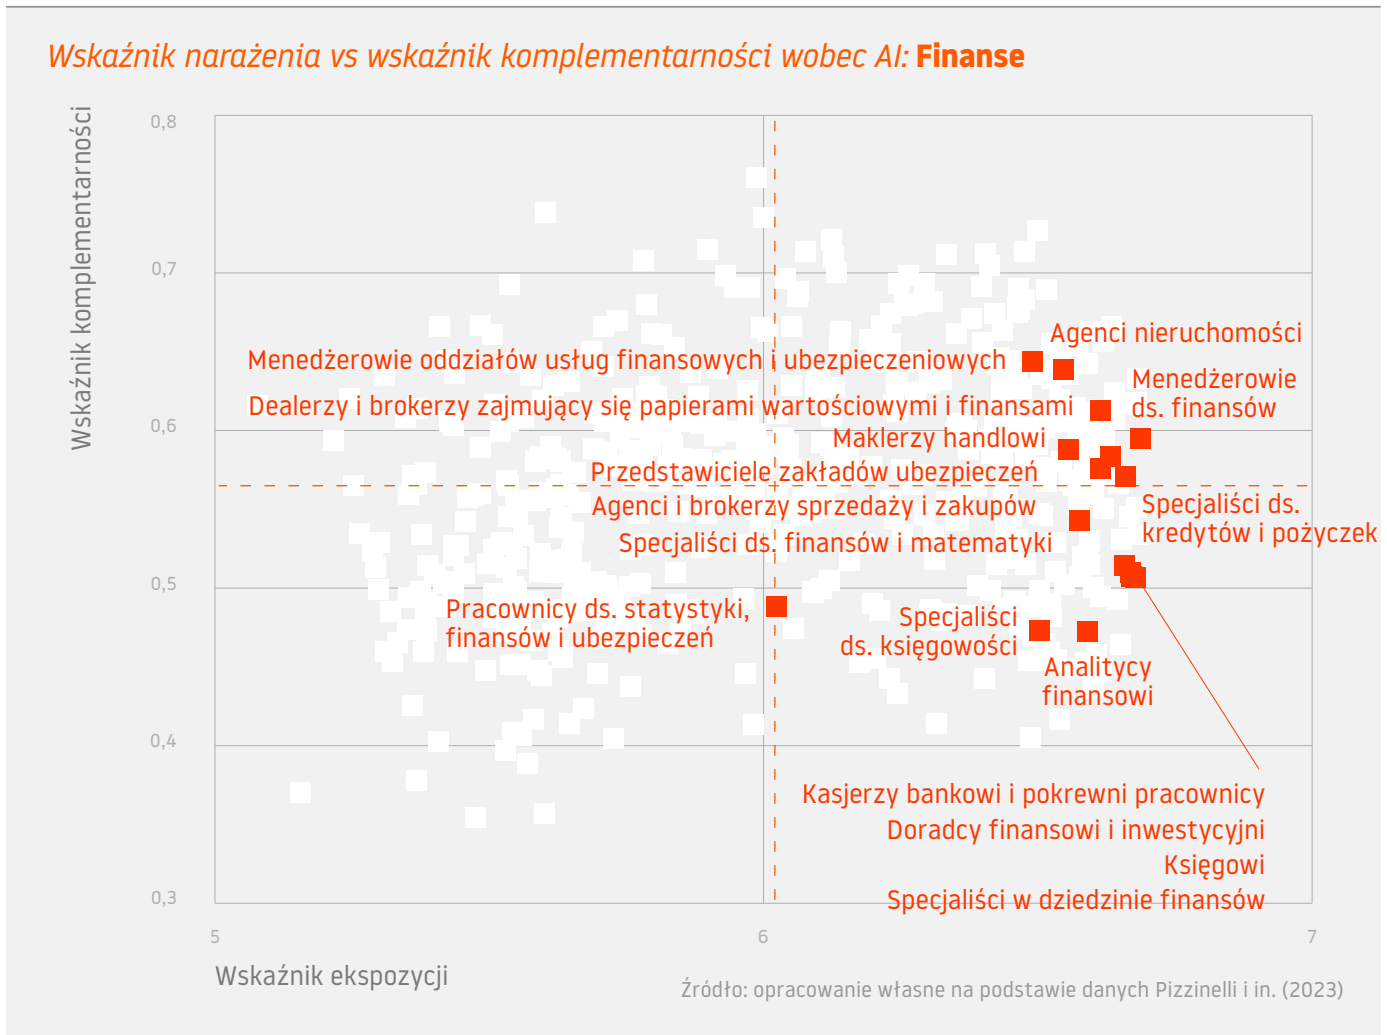 Wskaźnik narażenia vs wskaźnik komplementarności wobec AI: Finanse
Wskaźnik komplementarności
0,8
0,7
0,6
0,5
0,4
0,3
Agenci nieruchomości
Menedżerowie oddziałów usług finansowych i ubezpieczeniowych
Menedżerowie
ds. finansów
Dealerzy i brokerzy zajmujący się papierami wartościowymi i finansami
Maklerzy handlowi
Przedstawiciele zakładów ubezpieczeń
Agenci i brokerzy sprzedaży i zakupów
Specjaliści ds.
kredytów i pożyczek
Specjaliści ds. finansów i matematyki
Pracownicy ds. statystyki,
finansów i ubezpieczeń
Specjaliści
ds. księgowości
Analitycy
finansowi
Kasjerzy bankowi i pokrewni pracownicy
Doradcy finansowi i inwestycyjni
Księgowi
Specjaliści w dziedzinie finansów
5
6
7
Wskaźnik ekspozycji
Źródło: opracowanie własne na podstawie danych Pizzinelli i in. (2023)